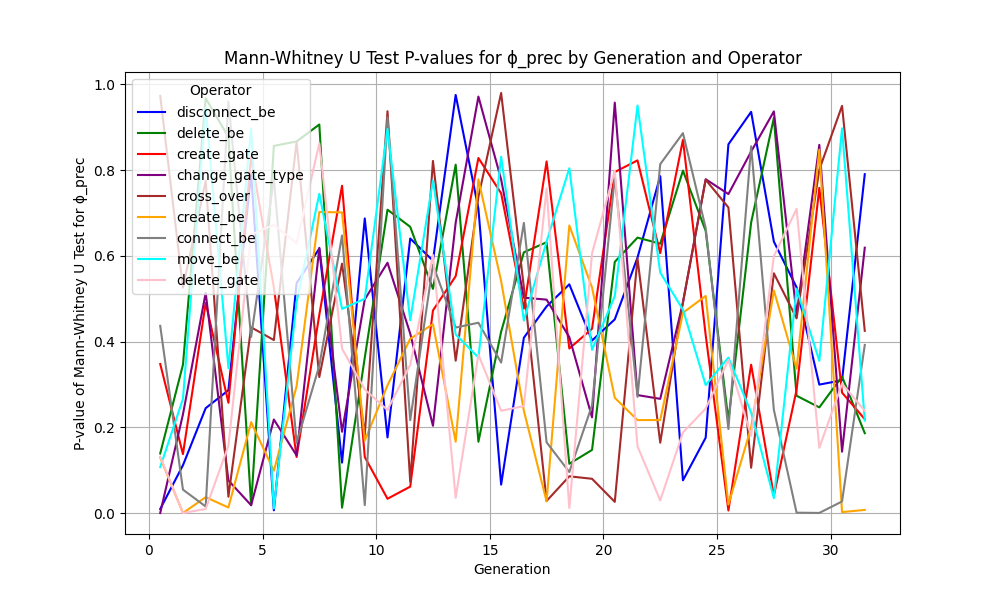 Mann-Whitney U Test P-values for ϕ_prec by Generation and Operator
P-value of Mann-Whitney U Test for ϕ_prec
1.0
0.8
0.6
0.4
0.2
0.0
Operator
disconnect_be
delete_be
create_gate
change_gate_type
cross_over
create_be
connect_be
move_be
delete_gate
0
5
10
15
20
25
30
Generation